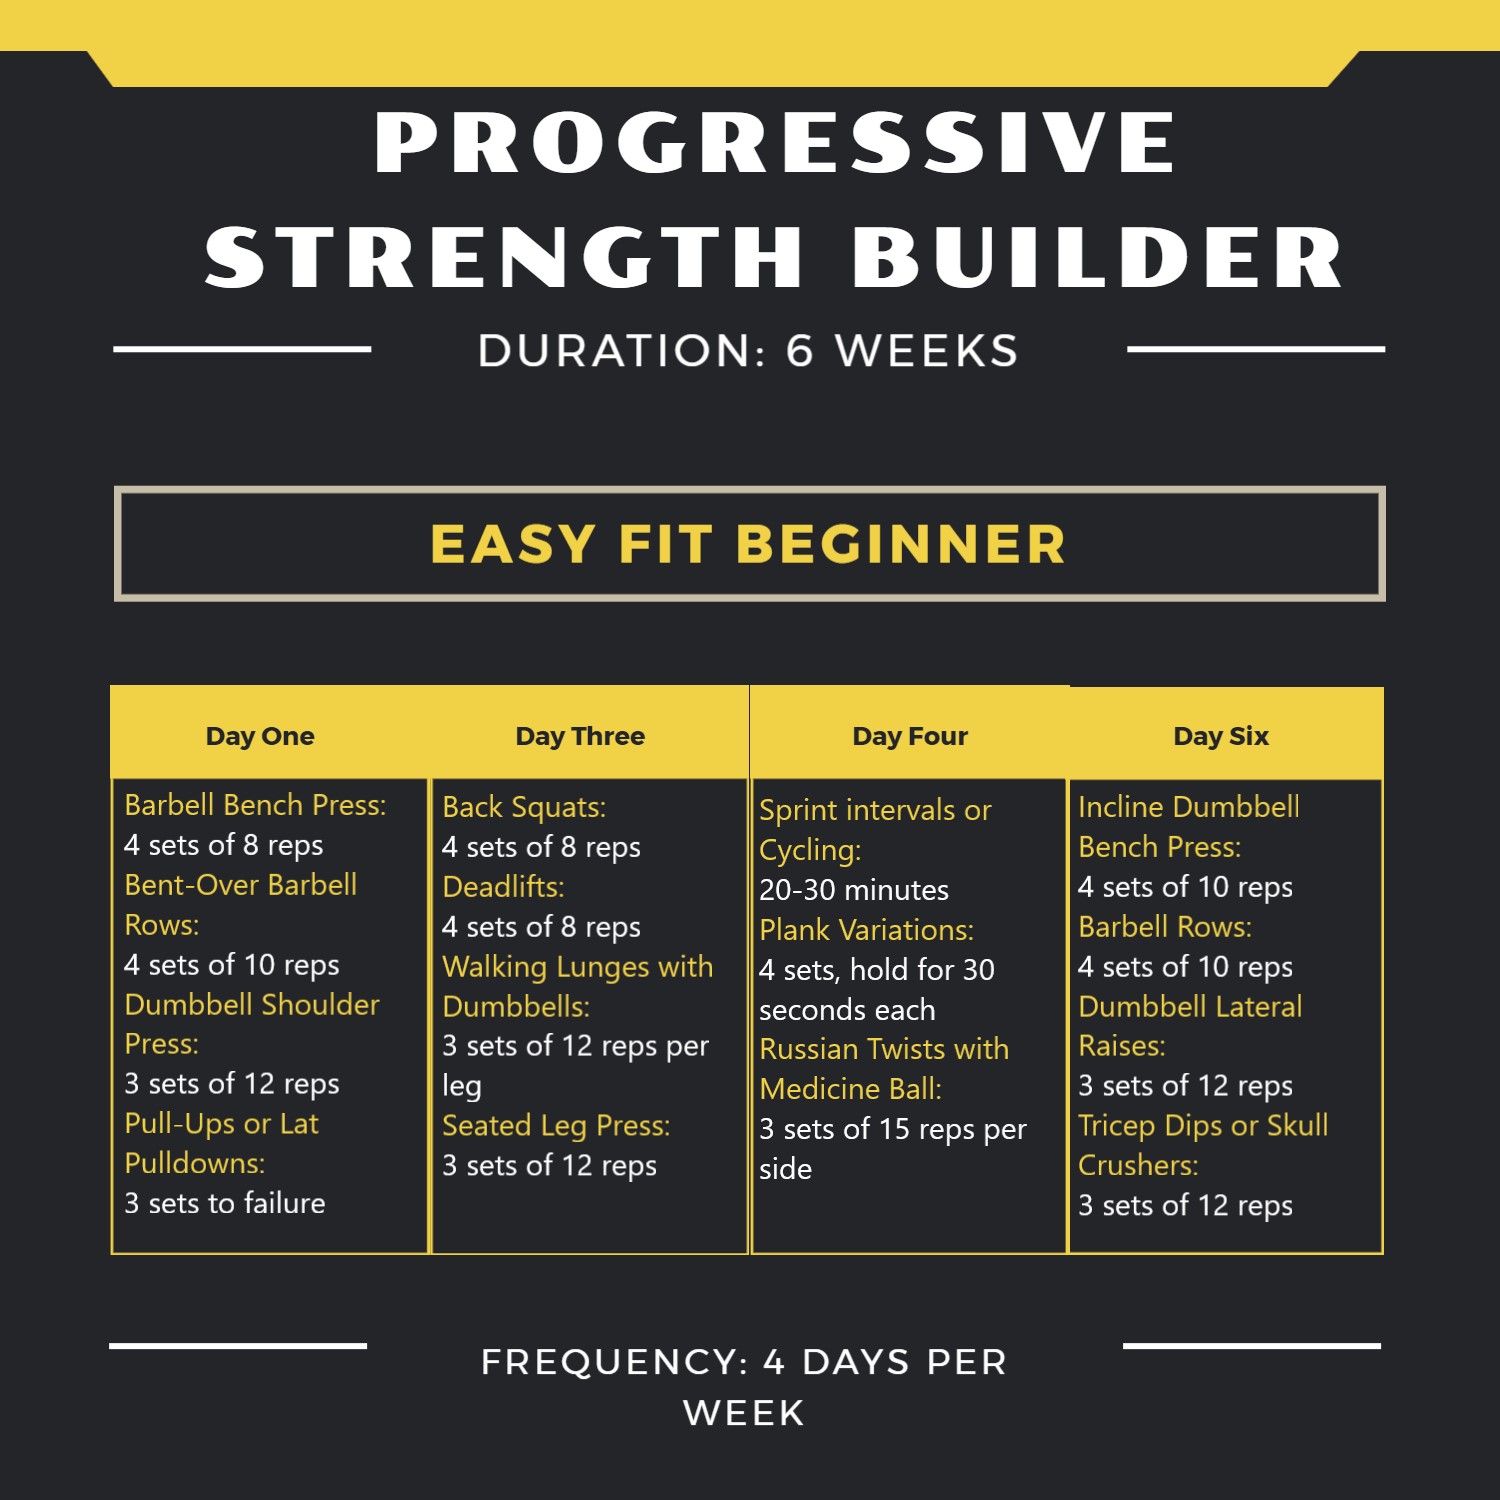 PROGRESSIVE
STRENGTH BUILDER
DURATION: 6 WEEKS
EASY FIT BEGINNER
Day One
Barbell Bench Press:
4 sets of 8 reps
Bent-Over Barbell
Rows:
4 sets of 10 reps
Dumbbell Shoulder
Press:
3 sets of 12 reps
Pull-Ups or Lat
Pulldowns:
3 sets to failure
Day Three
Back Squats:
4 sets of 8 reps
Deadlifts:
4 sets of 8 reps
Walking Lunges with
Dumbbells:
3 sets of 12 reps per
leg
Seated Leg Press:
3 sets of 12 reps
Day Four
Sprint intervals or
Cycling:
20-30 minutes
Plank Variations:
4 sets, hold for 30
seconds each
Russian Twists with
Medicine Ball:
3 sets of 15 reps per
side
Day Six
Incline Dumbbell
Bench Press:
4 sets of 10 reps
Barbell Rows:
4 sets of 10 reps
Dumbbell Lateral
Raises:
3 sets of 12 reps
Tricep Dips or Skull
Crushers:
3 sets of 12 reps
FREQUENCY: 4 DAYS PER
WEEK